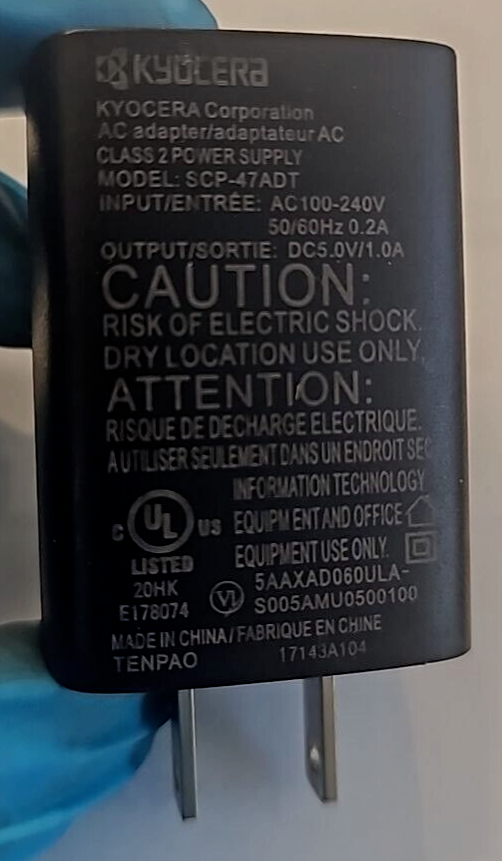 KYOCERA
KYOCERA Corporation
AC adapter/adaptateur AC
CLASS 2 POWER SUPPLY
MODEL: SCP-47ADT
INPUT/ENTRÉE: AC100-240V
50/60Hz 0.2A
OUTPUT/SORTIE: DC5.0V/1.0A
CAUTION:
RISK OF ELECTRIC SHOCK.
DRY LOCATION USE ONLY.
ATTENTION:
RISQUE DE DECHARGE ELECTRIQUE.
A UTILISER SEULEMENT DANS UN ENDROIT SEC
INFORMATION TECHNOLOGY
EQUIPMENT AND OFFICE
EQUIPMENT USE ONLY.
C UL US
LISTED
20HK
E178074
VI
5AAXAD060ULA-
S005AMU0500100
MADE IN CHINA/FABRIQUE EN CHINE
TENPAO 17143A104